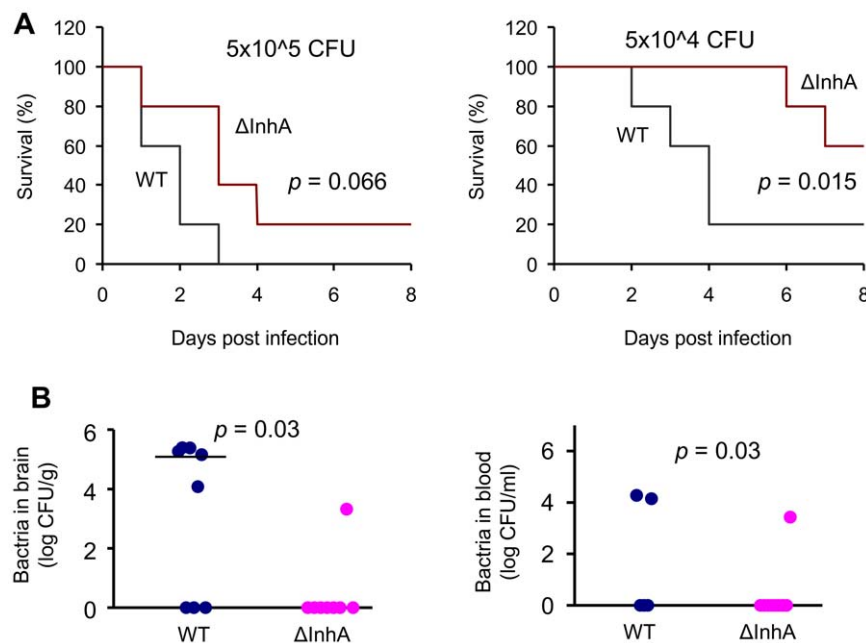 A
5x10^5 CFU
Survival (%)
120
100
80
60
40
20
0
ΔInhA
WT
p = 0.066
0 2 4 6 8
Days post infection
5x10^4 CFU
Survival (%)
120
100
80
60
40
20
0
ΔInhA
WT
p = 0.015
0 2 4 6 8
Days post infection
B
Bactria in brain
(log CFU/g)
6
4
2
0
p = 0.03
WT ΔInhA
Bactria in blood
(log CFU/ml)
6
4
2
0
p = 0.03
WT ΔInhA